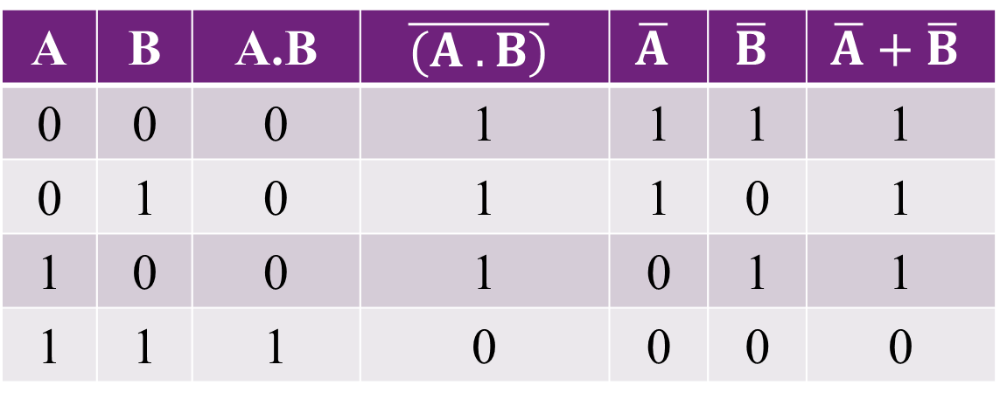 A B A.B \overline{(A . B)} \overline{A} \overline{B} \overline{A} + \overline{B}
0 0 0 1 1 1 1
0 1 0 1 1 0 1
1 0 0 1 0 1 1
1 1 1 0 0 0 0